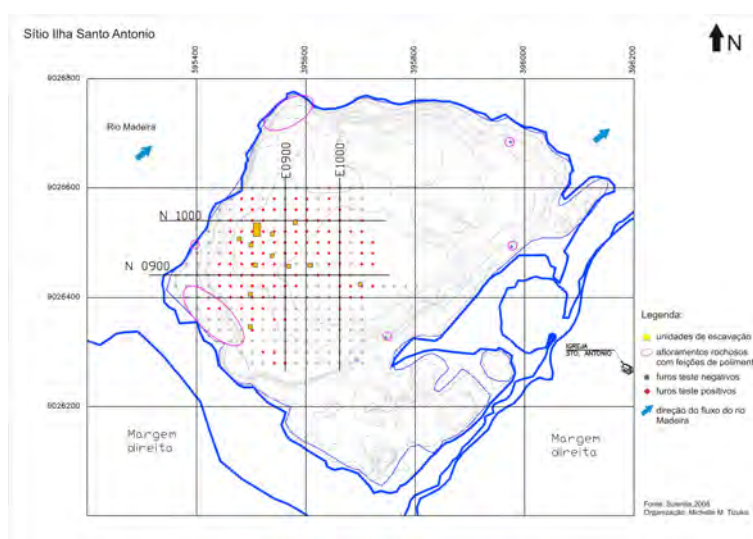 Sítio Ilha Santo Antonio
N
395400
395600
395800
396000
396200
9026800
Rio Madeira
E0900
E1000
9026600
N 1000
N 0900
9026400
Legenda:
unidades de escavação
afloramentos rochosos
com feições de poliment
furos teste negativos
furos teste positivos
direção do fluxo do rio
Madeira
IGREJA
STO. ANTONIO
9026200
Margem
direita
Margem
direita
Fonte: Scientia,2008
Organização: Michelle M. Tizuka